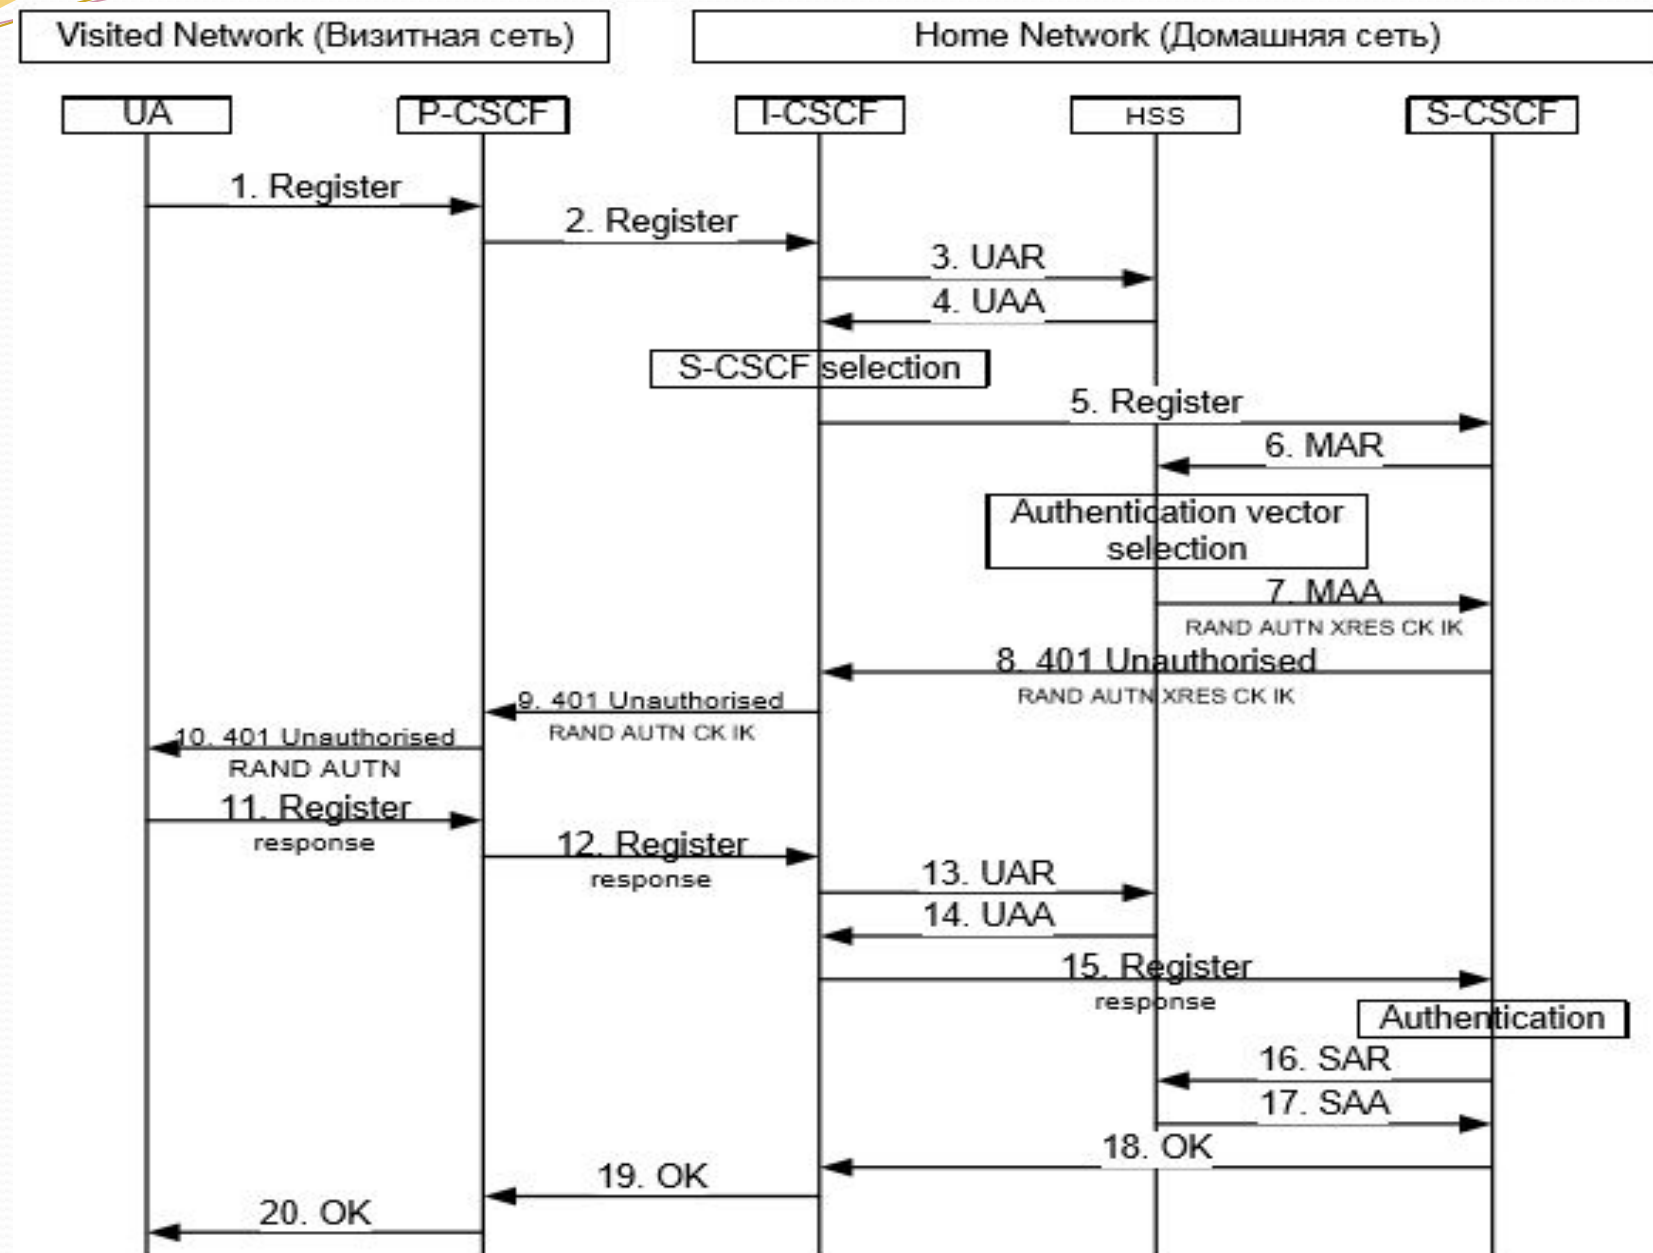 Visited Network (Визитная сеть)
Home Network (Домашняя сеть)
UA
P-CSCF
I-CSCF
HSS
S-CSCF
1. Register
2. Register
3. UAR
4. UAA
S-CSCF selection
5. Register
6. MAR
Authentication vector
selection
7. MAA
RAND AUTN XRES CK IK
8. 401 Unauthorised
RAND AUTN XRES CK IK
9. 401 Unauthorised
RAND AUTN CK IK
10. 401 Unauthorised
RAND AUTN
11. Register
response
12. Register
response
13. UAR
14. UAA
15. Register
response
Authentication
16. SAR
17. SAA
18. OK
19. OK
20. OK